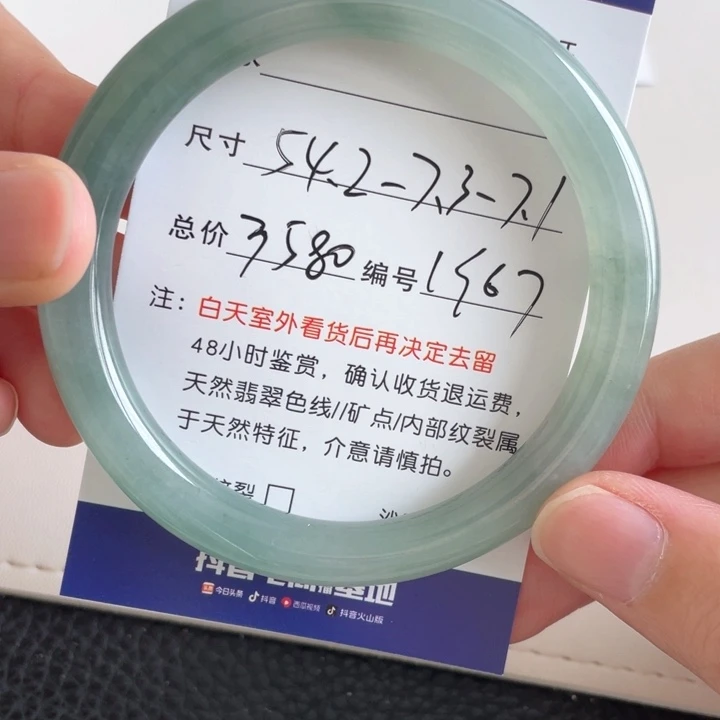 尺寸 54.2-7.3-7.1
总价 3580 编号 1567
注：白天室外看货后再决定去留
48小时鉴赏，确认收货退运费，
天然翡翠色线//矿点/内部纹裂属
于天然特征，介意请慎拍。
裂
沙
今日头条 抖音 西瓜视频 抖音火山版